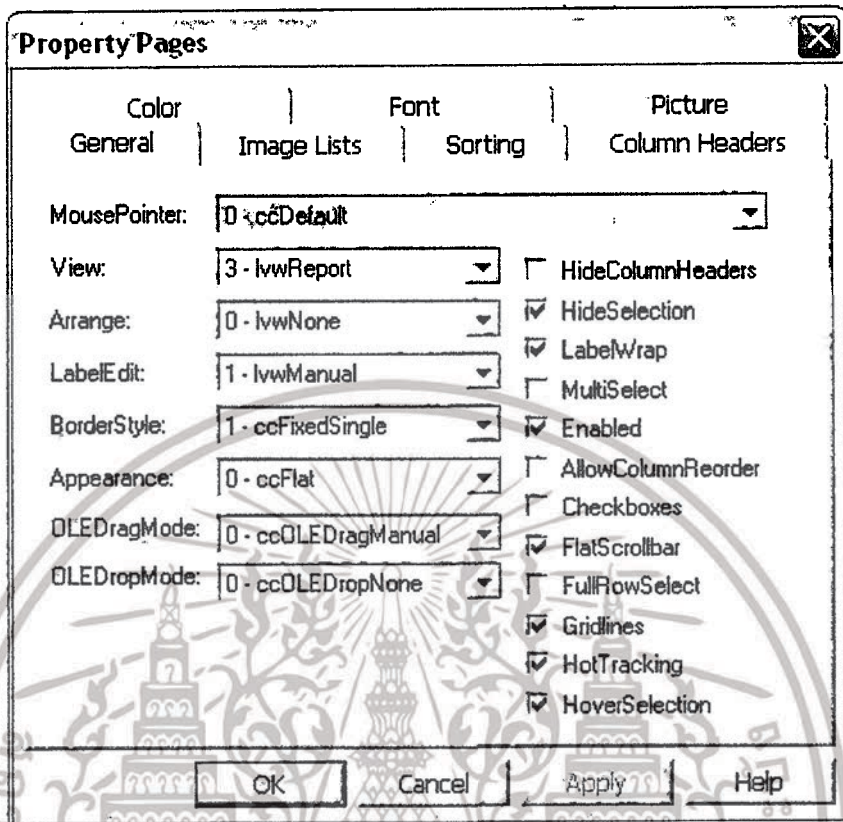 Property Pages
Color Font Picture
General Image Lists Sorting Column Headers
MousePointer: 0 - ccDefault
View: 3 - lvwReport
HideColumnHeaders
Arrange: 0 - lvwNone
HideSelection
LabelEdit: 1 - lvwManual
LabelWrap
MultiSelect
BorderStyle: 1 - ccFixedSingle
Enabled
Appearance: 0 - ccFlat
AllowColumnReorder
Checkboxes
OLEDragMode: 0 - ccOLEDragManual
FlatScrollbar
OLEDropMode: 0 - ccOLEDropNone
FullRowSelect
Gridlines
HotTracking
HoverSelection
OK Cancel Apply Help